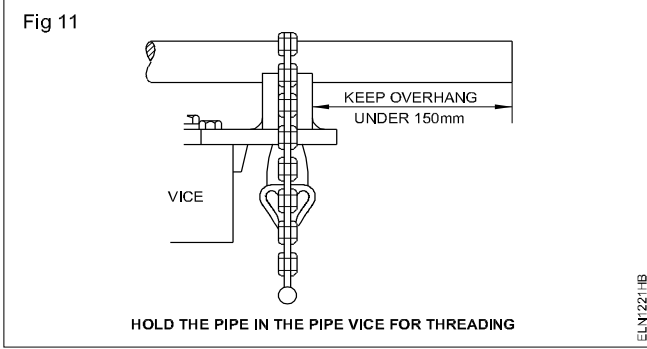 Fig 11
KEEP OVERHANG
UNDER 150mm
VICE
HOLD THE PIPE IN THE PIPE VICE FOR THREADING
ELN1221HB